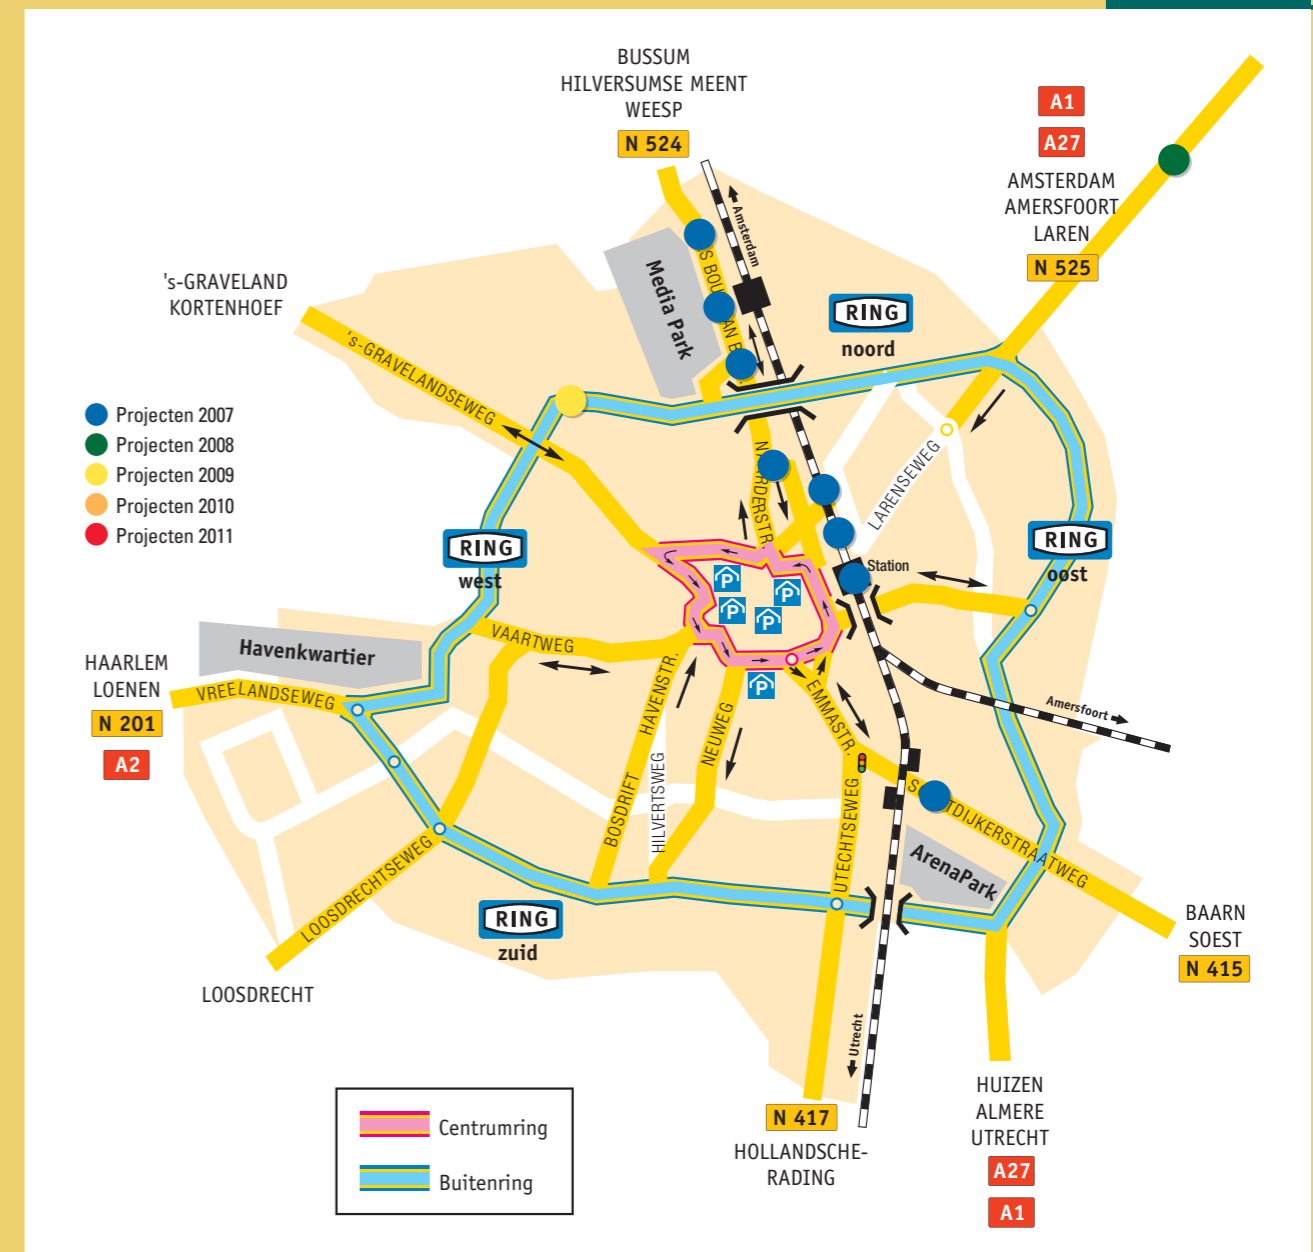 BUSSUM
HILVERSUMSE MEENT
WEESP
N 524
A1
A27
AMSTERDAM
AMERSFOORT
LAREN
N 525
Amsterdam
's-GRAVELAND
KORTENHOEF
's-GRAVELANDSEWEG
Media Park
RING
noord
Projecten 2007
Projecten 2008
Projecten 2009
Projecten 2010
Projecten 2011
LARENSEWEG
RING
west
RING
oost
Station
P
P
P
P
P
VAARTWEG
Havenkwartier
HAARLEM
LOENEN
N 201
A2
VREELANDSEWEG
HAVENSTR.
BOSDRIFT
HILVERTSWEG
NEUWEG
EMMASTR.
UTECHTSEWEG
Amersfoort
ArenaPark
LOOSDRECHTSEWEG
LOOSDRECHT
RING
zuid
BAARN
SOEST
N 415
Utrecht
N 417
HOLLANDSCHE-
RADING
HUIZEN
ALMERE
UTRECHT
A27
A1
Centrumring
Buitenring